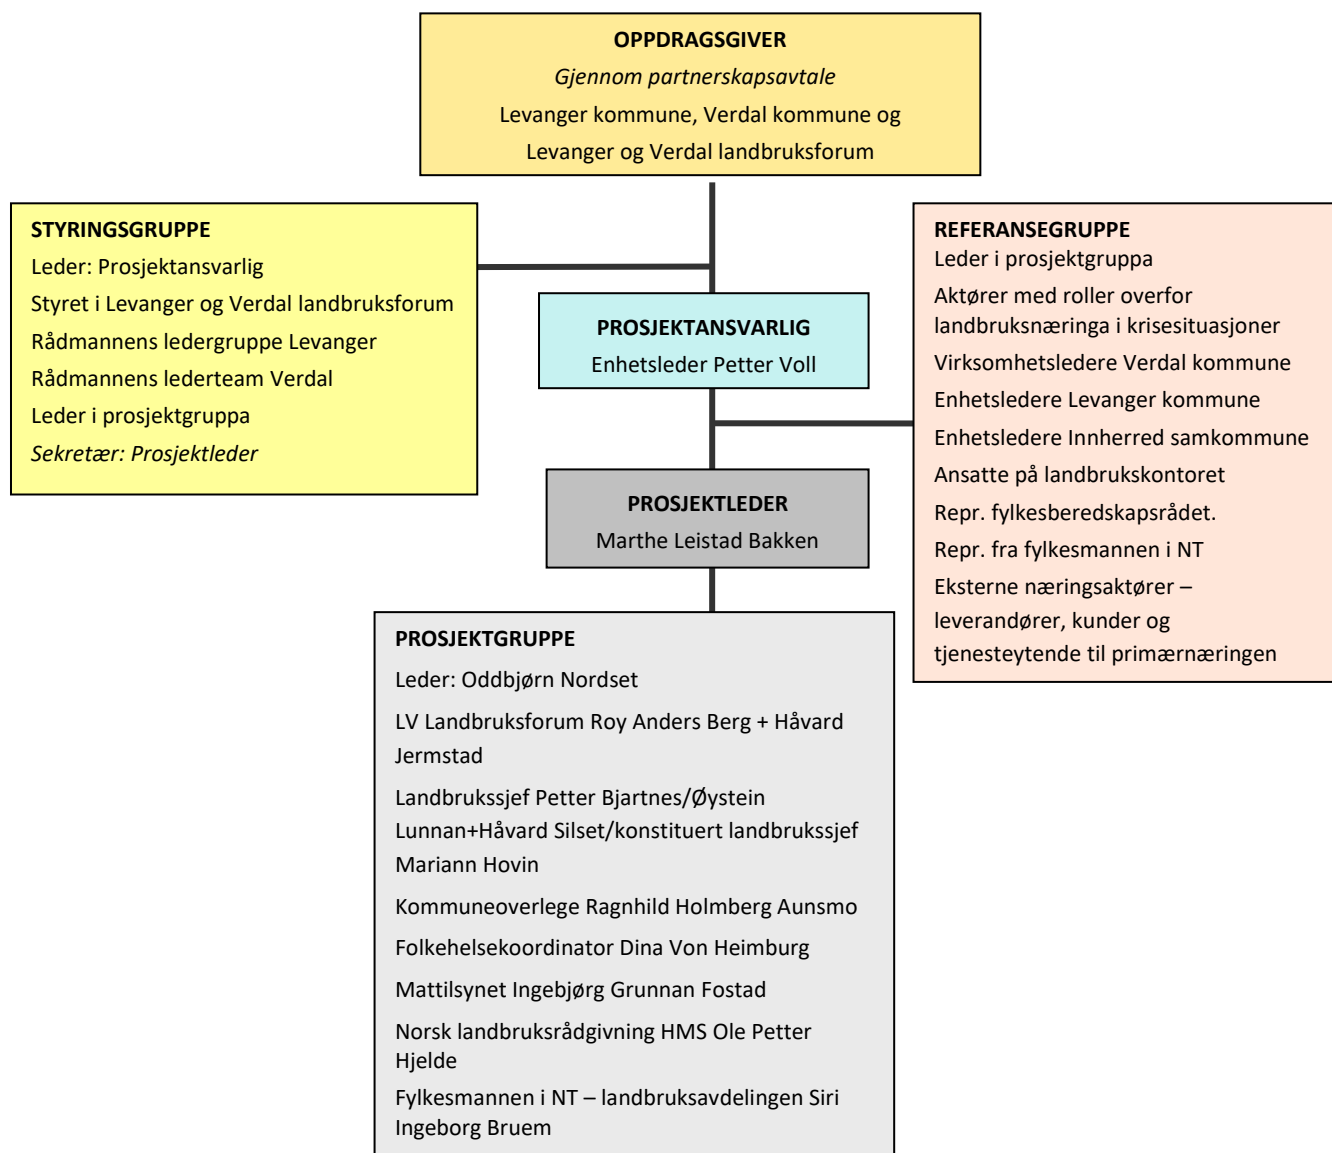 OPPDRAGSGIVER
Gjennom partnerskapsavtale
Levanger kommune, Verdal kommune og
Levanger og Verdal landbruksforum
STYRINGSGRUPPE
Leder: Prosjektansvarlig
Styret i Levanger og Verdal landbruksforum
Rådmannens ledergruppe Levanger
Rådmannens lederteam Verdal
Leder i prosjektgruppa
Sekretær: Prosjektleder
PROSJEKTANSVARLIG
Enhetsleder Petter Voll
REFERANSEGRUPPE
Leder i prosjektgruppa
Aktører med roller overfor
landbruksnæringa i krisesituasjoner
Virksomhetsledere Verdal kommune
Enhetsledere Levanger kommune
Enhetsledere Innherred samkommune
Ansatte på landbrukskontoret
Repr. fylkesberedskapsrådet.
Repr. fra fylkesmannen i NT
Eksterne næringsaktører –
leverandører, kunder og
tjenesteytende til primærnæringen
PROSJEKTLEDER
Marthe Leistad Bakken
PROSJEKTGRUPPE
Leder: Oddbjørn Nordset
LV Landbruksforum Roy Anders Berg + Håvard
Jermstad
Landbrukssjef Petter Bjartnes/Øystein
Lunnan+Håvard Silset/konstituert landbrukssjef
Mariann Hovin
Kommuneoverlege Ragnhild Holmberg Aunsmo
Folkehelsekoordinator Dina Von Heimburg
Mattilsynet Ingebjørg Grunnan Fostad
Norsk landbruksrådgivning HMS Ole Petter
Hjelde
Fylkesmannen i NT – landbruksavdelingen Siri
Ingeborg Bruem